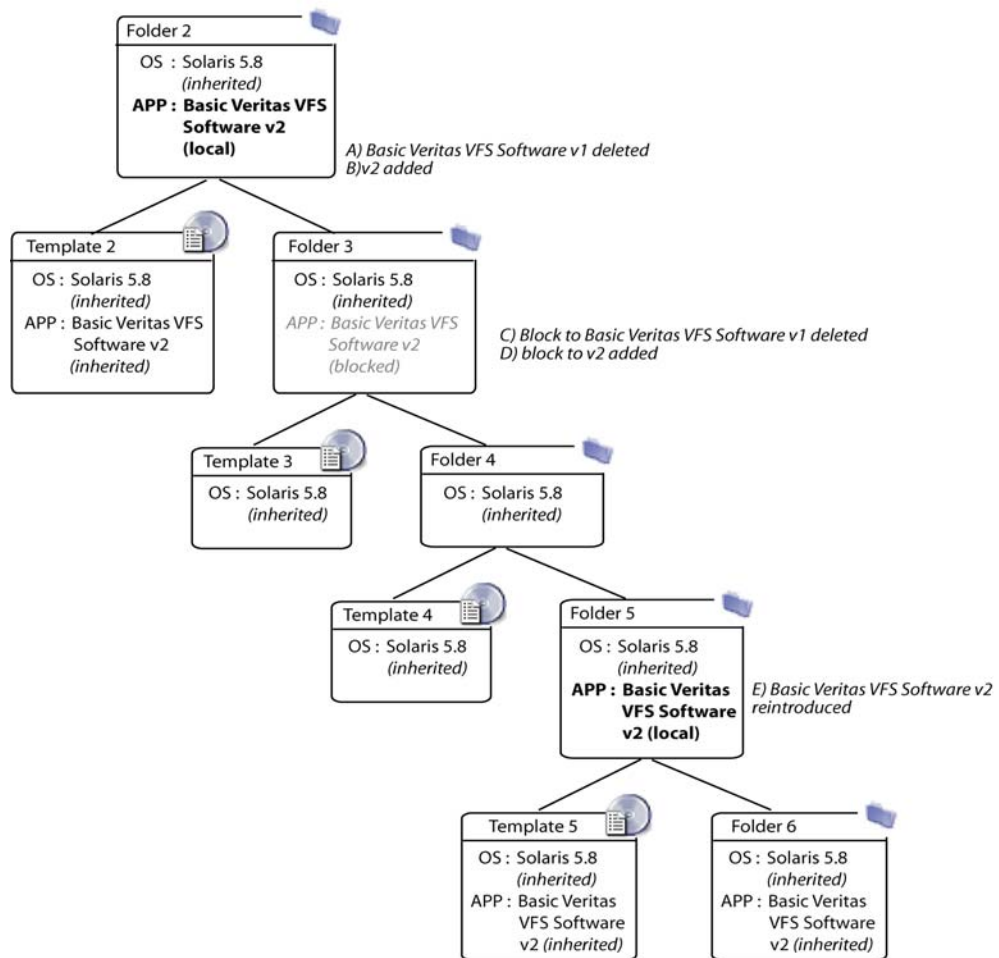 Folder 2
OS : Solaris 5.8
(inherited)
APP : Basic Veritas VFS
Software v2
(local)
A) Basic Veritas VFS Software v1 deleted
B)v2 added
Template 2
OS : Solaris 5.8
(inherited)
APP : Basic Veritas VFS
Software v2
(inherited)
Folder 3
OS : Solaris 5.8
(inherited)
APP : Basic Veritas VFS
Software v2
(blocked)
C) Block to Basic Veritas VFS Software v1 deleted
D) block to v2 added
Template 3
OS : Solaris 5.8
(inherited)
Folder 4
OS : Solaris 5.8
(inherited)
Template 4
OS : Solaris 5.8
(inherited)
Folder 5
OS : Solaris 5.8
(inherited)
APP : Basic Veritas
VFS Software
v2 (local)
E) Basic Veritas VFS Software v2
reintroduced
Template 5
OS : Solaris 5.8
(inherited)
APP : Basic Veritas
VFS Software
v2 (inherited)
Folder 6
OS : Solaris 5.8
(inherited)
APP : Basic Veritas
VFS Software
v2 (inherited)